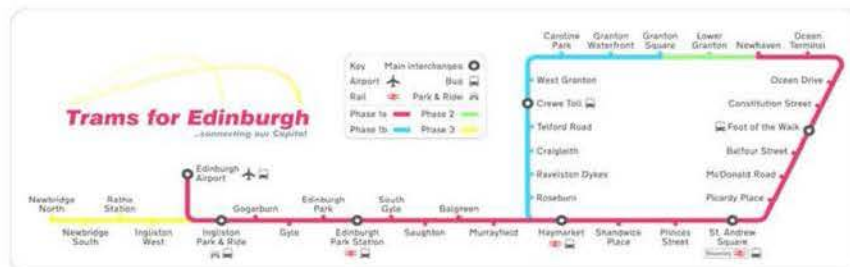 Trams for Edinburgh
...connecting our Capital
Key Main interchanges
Airport Bus
Rail Park & Ride
Phase 1a Phase 2
Phase 1b Phase 3
Caroline
Park
Granton
Waterfront
Granton
Square
Lower
Granton
Newhaven
Ocean
Terminal
West Granton
Crewe Toll
Telford Road
Craigleith
Ravelston Dykes
Roseburn
Ocean Drive
Constitution Street
Foot of the Walk
Balfour Street
McDonald Road
Picardy Place
Edinburgh
Airport
Newbridge
North
Newbridge
South
Ratho
Station
Ingliston
West
Ingliston
Park & Ride
Gogarburn
Gyle
Edinburgh
Park
Edinburgh
Park Station
South
Gyle
Saughton
Balgreen
Murrayfield
Haymarket
Shandwick
Place
Princes
Street
St. Andrew
Square